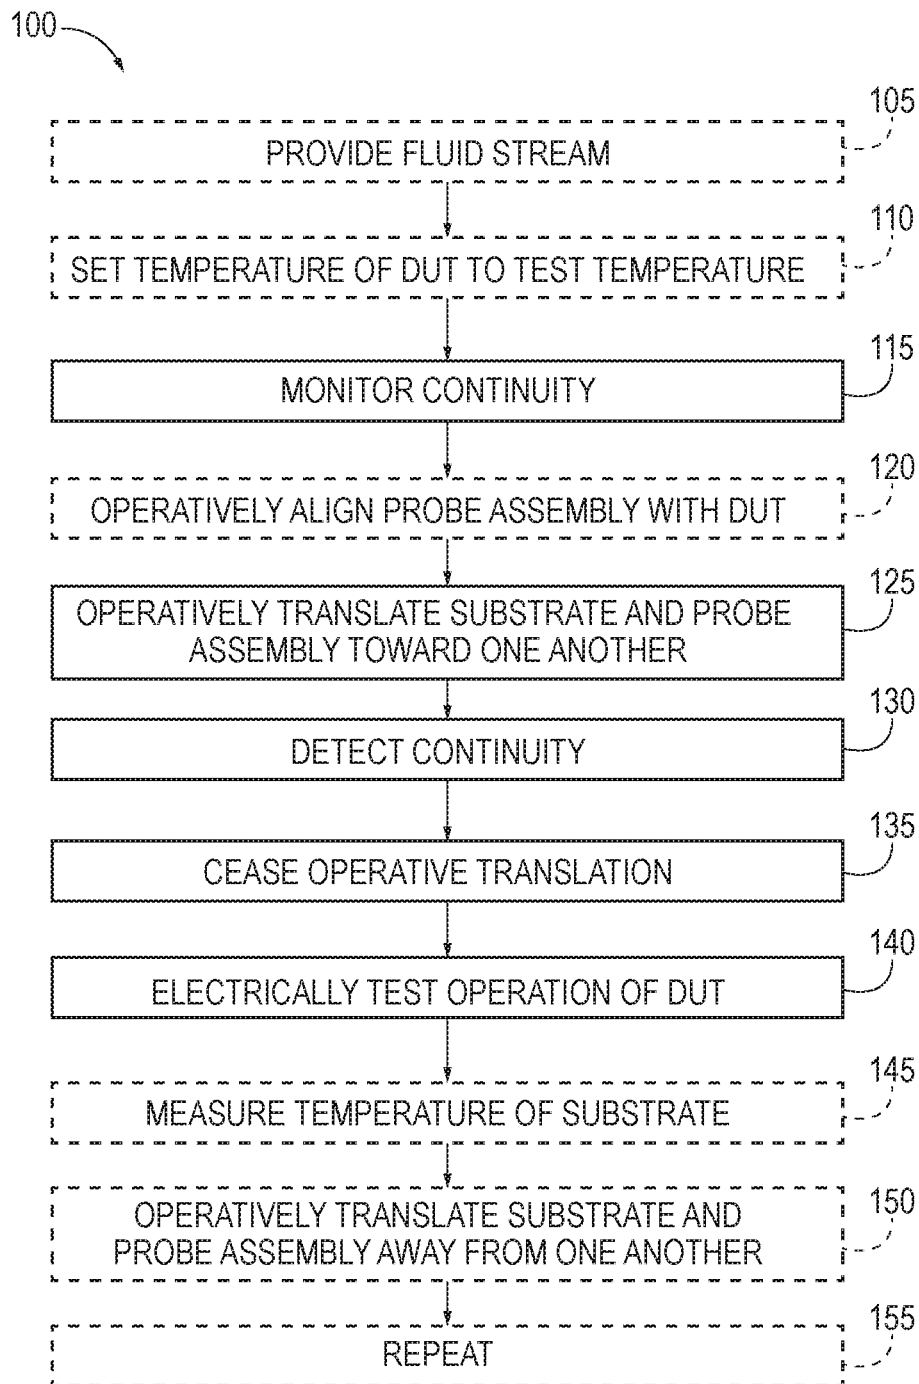 100
105
PROVIDE FLUID STREAM
110
SET TEMPERATURE OF DUT TO TEST TEMPERATURE
115
MONITOR CONTINUITY
120
OPERATIVELY ALIGN PROBE ASSEMBLY WITH DUT
125
OPERATIVELY TRANSLATE SUBSTRATE AND PROBE
ASSEMBLY TOWARD ONE ANOTHER
130
DETECT CONTINUITY
135
CEASE OPERATIVE TRANSLATION
140
ELECTRICALLY TEST OPERATION OF DUT
145
MEASURE TEMPERATURE OF SUBSTRATE
150
OPERATIVELY TRANSLATE SUBSTRATE AND
PROBE ASSEMBLY AWAY FROM ONE ANOTHER
155
REPEAT